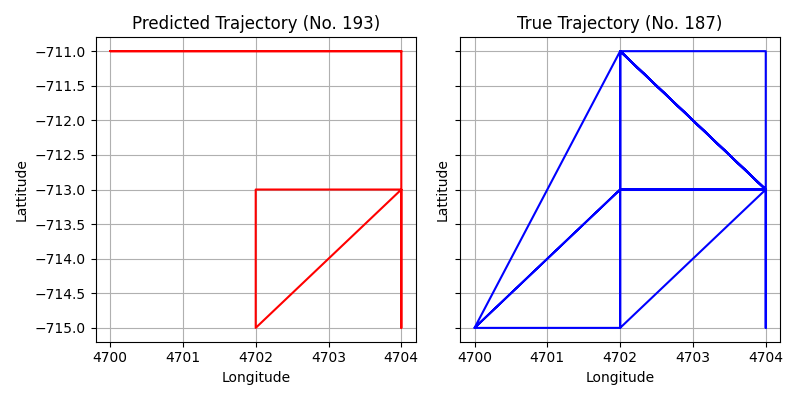 Predicted Trajectory (No. 193)
True Trajectory (No. 187)
Lattitude
−711.0
−711.5
−712.0
−712.5
−713.0
−713.5
−714.0
−714.5
−715.0
4700 4701 4702 4703 4704
Longitude
Lattitude
4700 4701 4702 4703 4704
Longitude